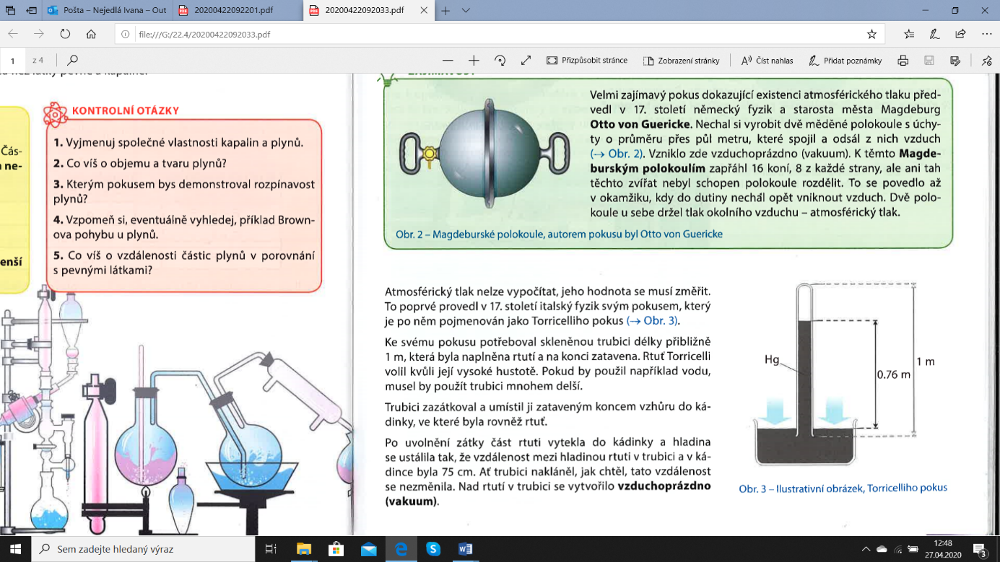 Pošta – Nejedlá Ivana – Out
20200422092201.pdf
20200422092033.pdf
file:///G:/22.4/20200422092033.pdf
1 z 4
Přizpůsobit stránce
Zobrazení stránky
Číst nahlas
Přidat poznámky
KONTROLNÍ OTÁZKY
1. Vyjmenuj společné vlastnosti kapalin a plynů.
2. Co víš o objemu a tvaru plynů?
3. Kterým pokusem bys demonstroval rozpínavost
plynů?
4. Vzpomeň si, eventuálně vyhledej, příklad Brown-
ova pohybu u plynů.
5. Co víš o vzdálenosti částic plynů v porovnání
s pevnými látkami?
Čás-
ne-
enší
Velmi zajímavý pokus dokazující existenci atmosférického tlaku před-
vedl v 17. století německý fyzik a starosta města Magdeburg
Otto von Guericke. Nechal si vyrobit dvě měděné polokoule s úchy-
ty o průměru přes půl metru, které spojil a odsál z nich vzduch
(→ Obr. 2). Vzniklo zde vzduchoprázdno (vakuum). K těmto Magde-
burským polokoulím zapřáhl 16 koní, 8 z každé strany, ale ani tah
těchto zvířat nebyl schopen polokoule rozdělit. To se povedlo až
v okamžiku, kdy do dutiny nechal opět vniknout vzduch. Dvě polo-
koule u sebe držel tlak okolního vzduchu – atmosférický tlak.
Obr. 2 – Magdeburské polokoule, autorem pokusu byl Otto von Guericke
Atmosférický tlak nelze vypočítat, jeho hodnota se musí změřit.
To poprvé provedl v 17. století italský fyzik svým pokusem, který
je po něm pojmenován jako Torricelliho pokus (→ Obr. 3).
Ke svému pokusu potřeboval skleněnou trubici délky přibližně
1 m, která byla naplněna rtutí a na konci zatavena. Rtuť Torricelli
volil kvůli její vysoké hustotě. Pokud by použil například vodu,
musel by použít trubici mnohem delší.
Trubici zazátkoval a umístil ji zataveným koncem vzhůru do ká-
dinky, ve které byla rovněž rtuť.
Po uvolnění zátky část rtuti vytekla do kádinky a hladina
se ustálila tak, že vzdálenost mezi hladinou rtuti v trubici a v ká-
dince byla 75 cm. Ať trubici nakláněl, jak chtěl, tato vzdálenost
se nezměnila. Nad rtutí v trubici se vytvořilo vzduchoprázdno
(vakuum).
Hg
0.76 m
1 m
Obr. 3 – Ilustrativní obrázek, Torricelliho pokus
Sem zadejte hledaný výraz
12:48
27.04.2020
3